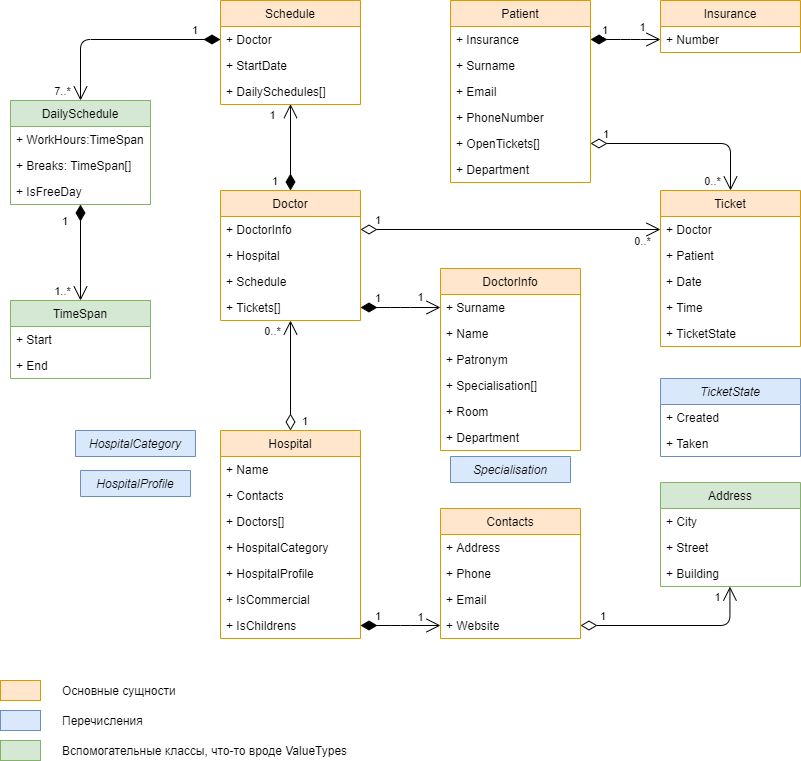 Schedule
+ Doctor
+ StartDate
+ DailySchedules[]
Patient
+ Insurance
+ Surname
+ Email
+ PhoneNumber
+ OpenTickets[]
+ Department
Insurance
+ Number
1
7..*
1
1
1
0..*
DailySchedule
+ WorkHours:TimeSpan
+ Breaks: TimeSpan[]
+ IsFreeDay
1
1..*
TimeSpan
+ Start
+ End
1
1
Doctor
+ DoctorInfo
+ Hospital
+ Schedule
+ Tickets[]
1
0..*
1
1
0..*
1
Ticket
+ Doctor
+ Patient
+ Date
+ Time
+ TicketState
DoctorInfo
+ Surname
+ Name
+ Patronym
+ Specialisation[]
+ Room
+ Department
Specialisation
TicketState
+ Created
+ Taken
HospitalCategory
HospitalProfile
Hospital
+ Name
+ Contacts
+ Doctors[]
+ HospitalCategory
+ HospitalProfile
+ IsCommercial
+ IsChildrens
1
1
Contacts
+ Address
+ Phone
+ Email
+ Website
1
1
Address
+ City
+ Street
+ Building
Основные сущности
Перечисления
Вспомогательные классы, что-то вроде ValueTypes